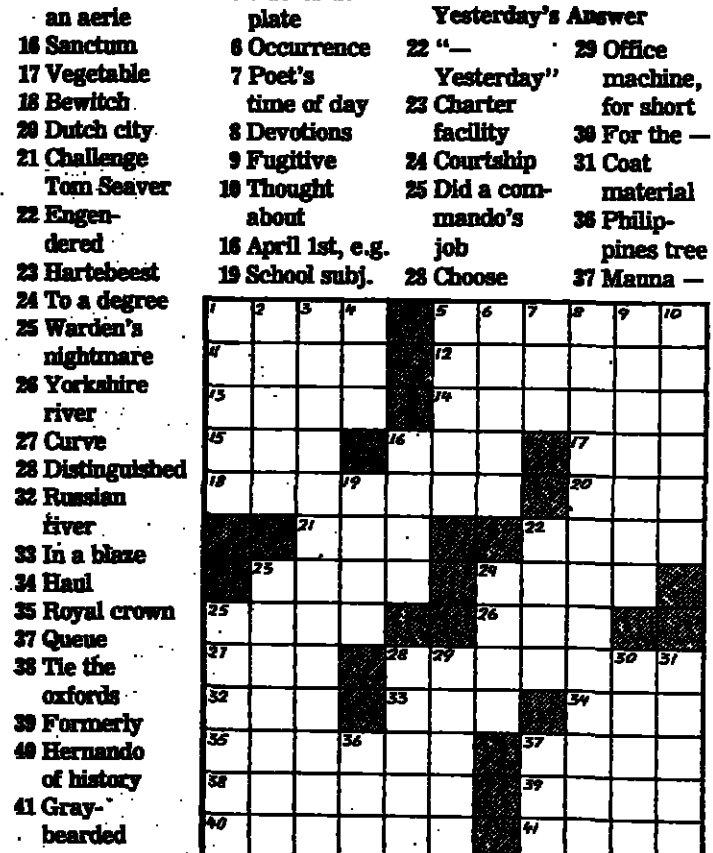 an aerie
16 Sanctum
17 Vegetable
18 Bewitch
20 Dutch city
21 Challenge
Tom Seaver
22 Engen-
dered
23 Hartebeest
24 To a degree
25 Warden's
nightmare
26 Yorkshire
river
27 Curve
28 Distinguished
32 Russian
river
33 In a blaze
34 Haul
35 Royal crown
37 Queue
38 Tie the
oxfords
39 Formerly
40 Hernando
of history
41 Gray-
bearded
plate
6 Occurrence
7 Poet's
time of day
8 Devotions
9 Fugitive
10 Thought
about
16 April 1st, e.g.
19 School subj.
Yesterday's Answer
22 "—
Yesterday"
23 Charter
facility
24 Courtship
25 Did a com-
mando's
job
28 Choose
29 Office
machine,
for short
30 For the —
31 Coat
material
36 Philip-
pines tree
37 Manna —
1 2 3 4 5 6 7 8 9 10
11 12
13 14
15 16 17
18 19 20
21 22
23 24
25 26
27 28 29 30 31
32 33 34
35 36 37
38 39
40 41